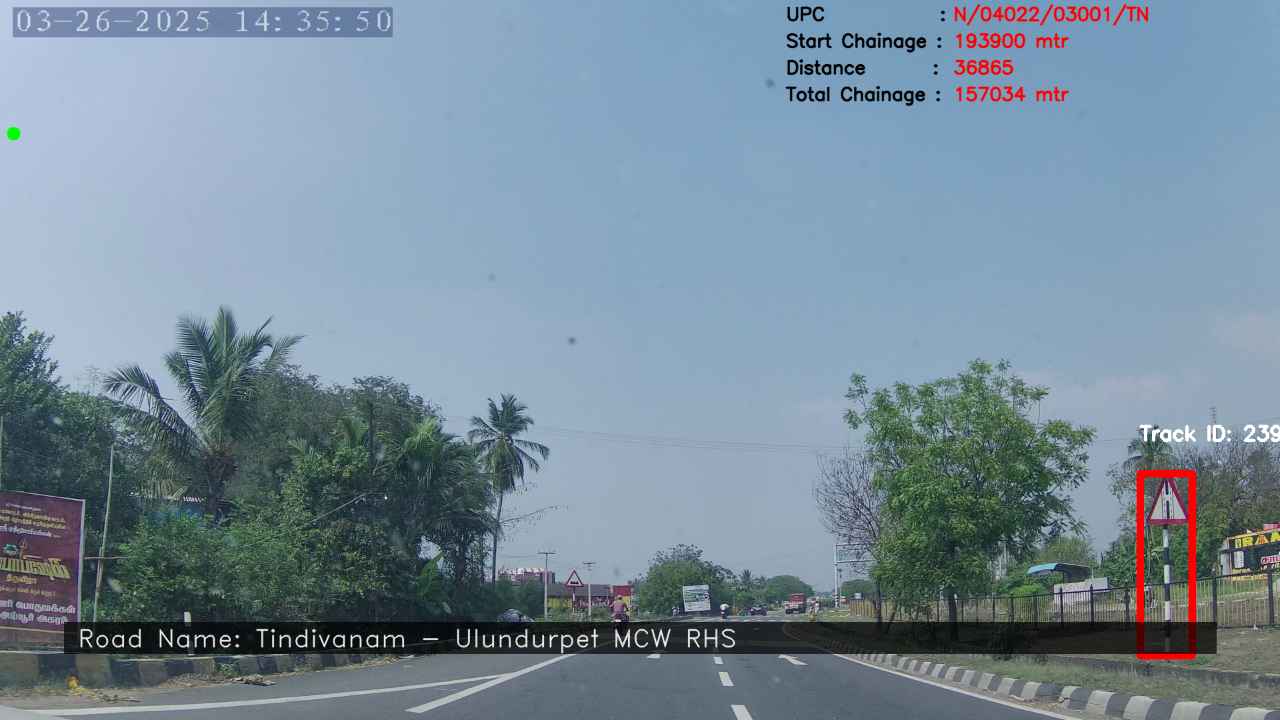 03-26-2025 14:35:50
UPC : N/04022/03001/TN
Start Chainage : 193900 mtr
Distance : 36865
Total Chainage : 157034 mtr
Track ID: 239
Road Name: Tindivanam - Ulundurpet MCW RHS